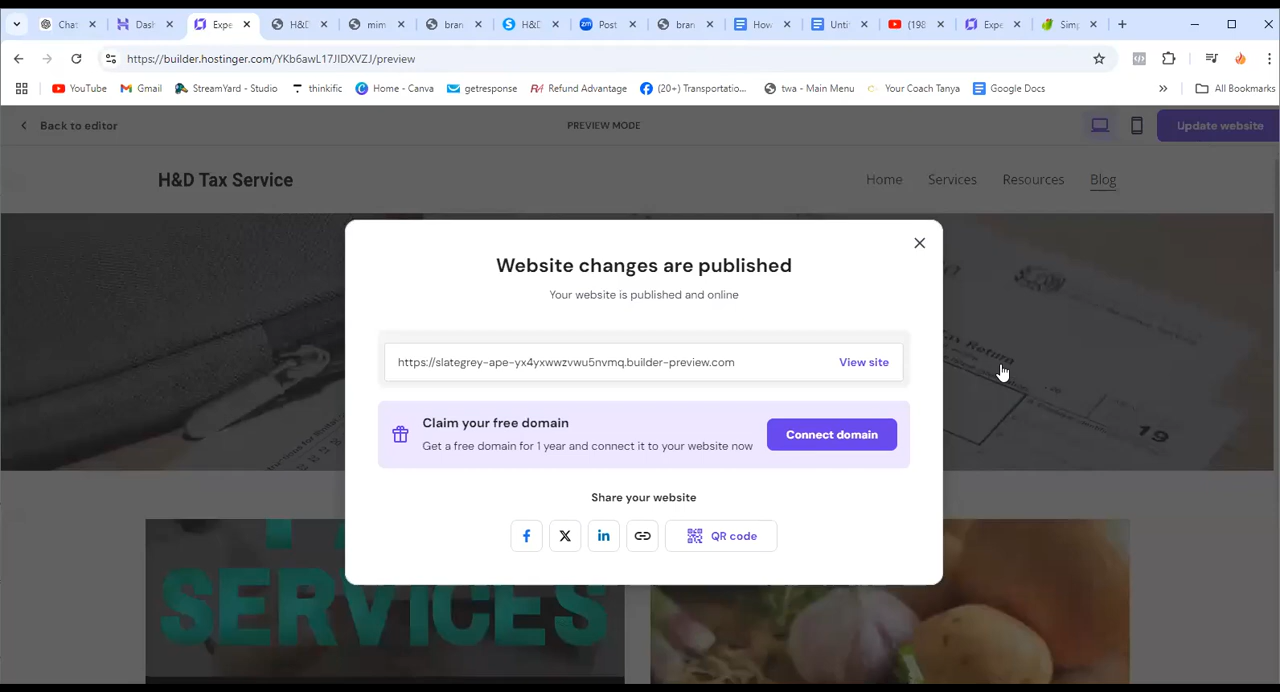 Chat
Dash
Expe
H&D
mim
bran
H&D
Post
bran
How
Unti
(198
Expe
Simp
https://builder.hostinger.com/YKb6awL17JIDXVZJ/preview
YouTube
Gmail
StreamYard - Studio
thinkific
Home - Canva
getresponse
Refund Advantage
(20+) Transportatio...
twa - Main Menu
Your Coach Tanya
Google Docs
All Bookmarks
Back to editor
PREVIEW MODE
Update website
H&D Tax Service
Home
Services
Resources
Blog
Website changes are published
Your website is published and online
https://slategrey-ape-yx4yxwwzvwu5nvmq.builder-preview.com
View site
Claim your free domain
Get a free domain for 1 year and connect it to your website now
Connect domain
Share your website
QR code
Tax Return
19
SERVICES